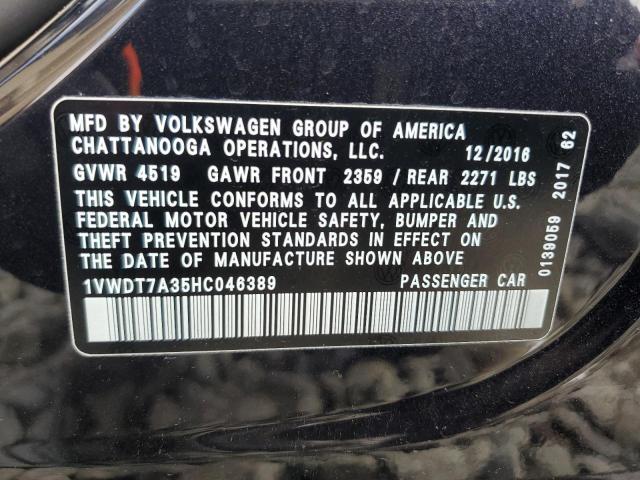 MFD BY VOLKSWAGEN GROUP OF AMERICA
CHATTANOOGA OPERATIONS, LLC. 12/2016
GVWR 4519 GAWR FRONT 2359 / REAR 2271 LBS
THIS VEHICLE CONFORMS TO ALL APPLICABLE U.S.
FEDERAL MOTOR VEHICLE SAFETY, BUMPER AND
THEFT PREVENTION STANDARDS IN EFFECT ON
THE DATE OF MANUFACTURE SHOWN ABOVE
1VWDT7A35HC046389 PASSENGER CAR
0139059 2017 62